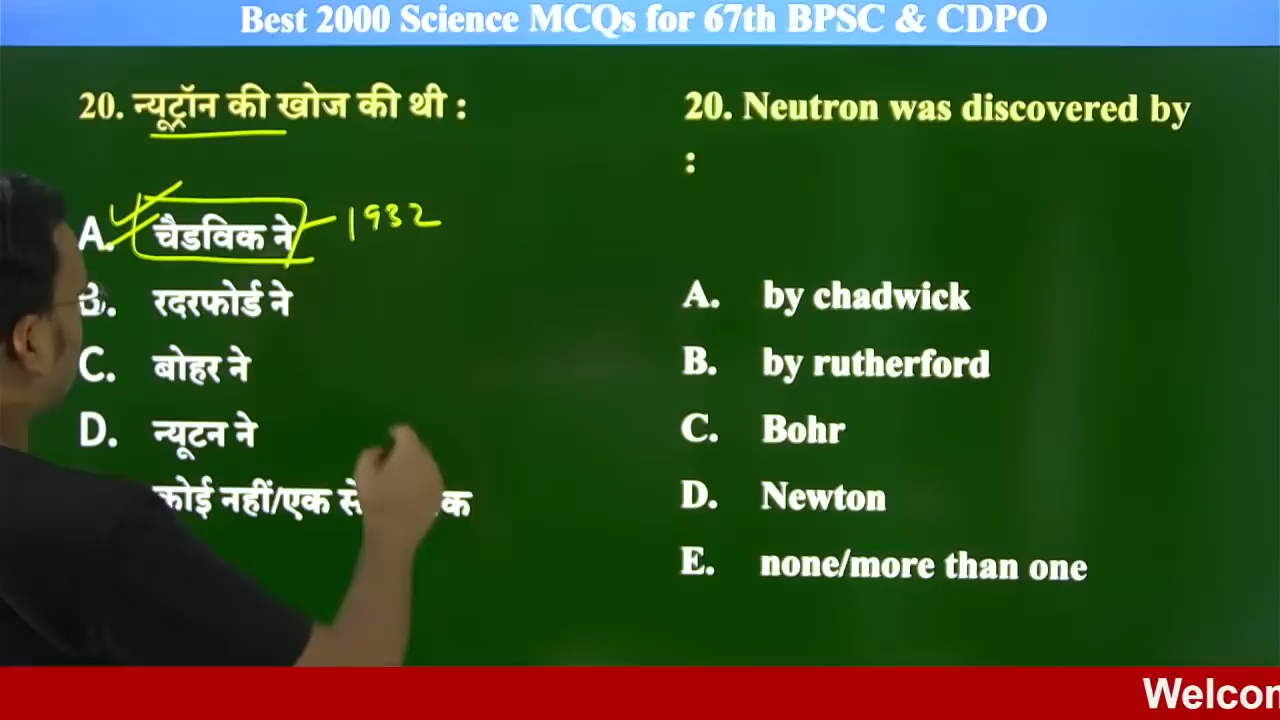 Best 2000 Science MCQs for 67th BPSC & CDPO
20. न्यूट्रॉन की खोज की थी :
A. चैडविक ने 1932
B. रदरफोर्ड ने
C. बोहर ने
D. न्यूटन ने
कोई नहीं/एक
20. Neutron was discovered by
:
A. by chadwick
B. by rutherford
C. Bohr
D. Newton
E. none/more than one